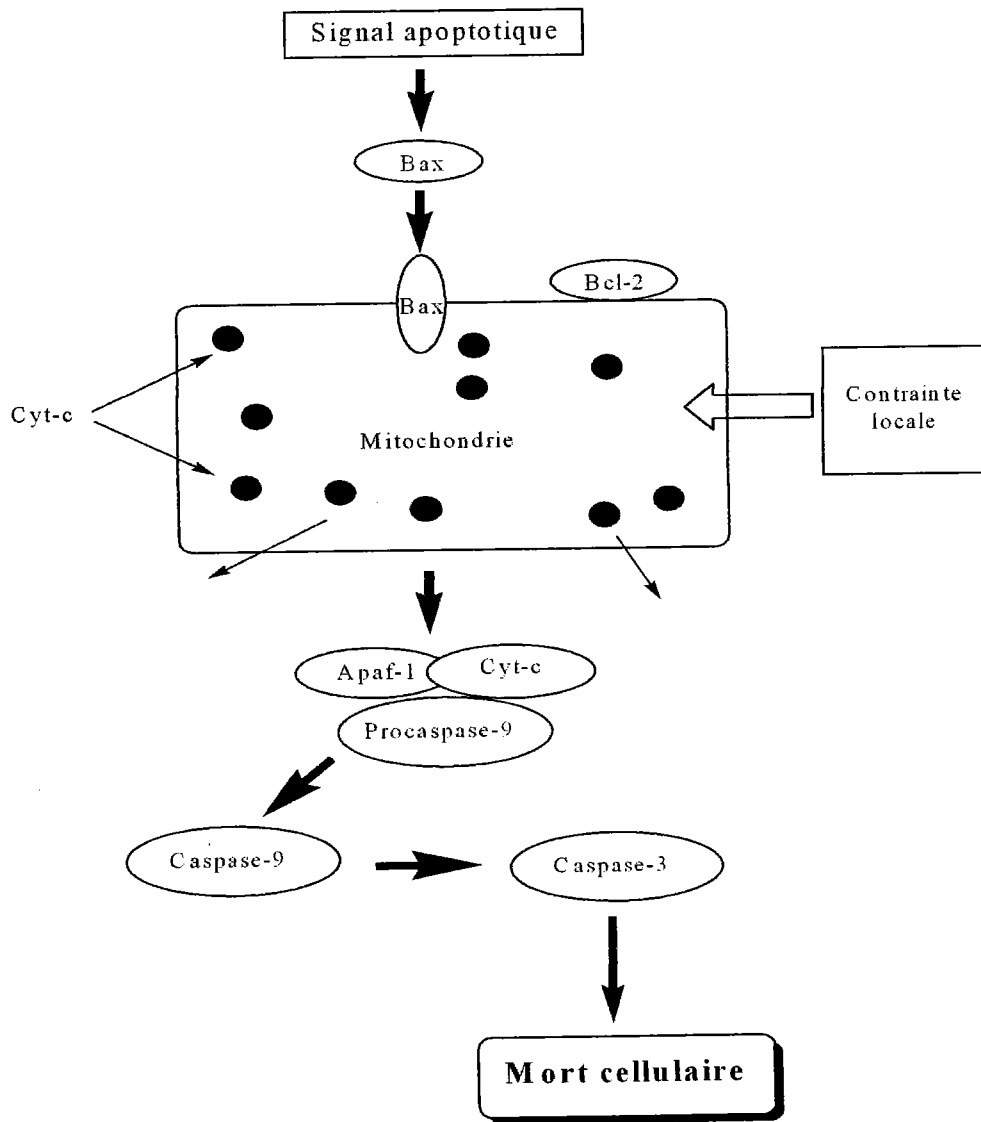 Signal apoptotique
Bax
Bax
Bcl-2
Cyt-c
Mitochondrie
Contrainte
locale
Apaf-1
Cyt-c
Procaspase-9
Caspase-9
Caspase-3
Mort cellulaire